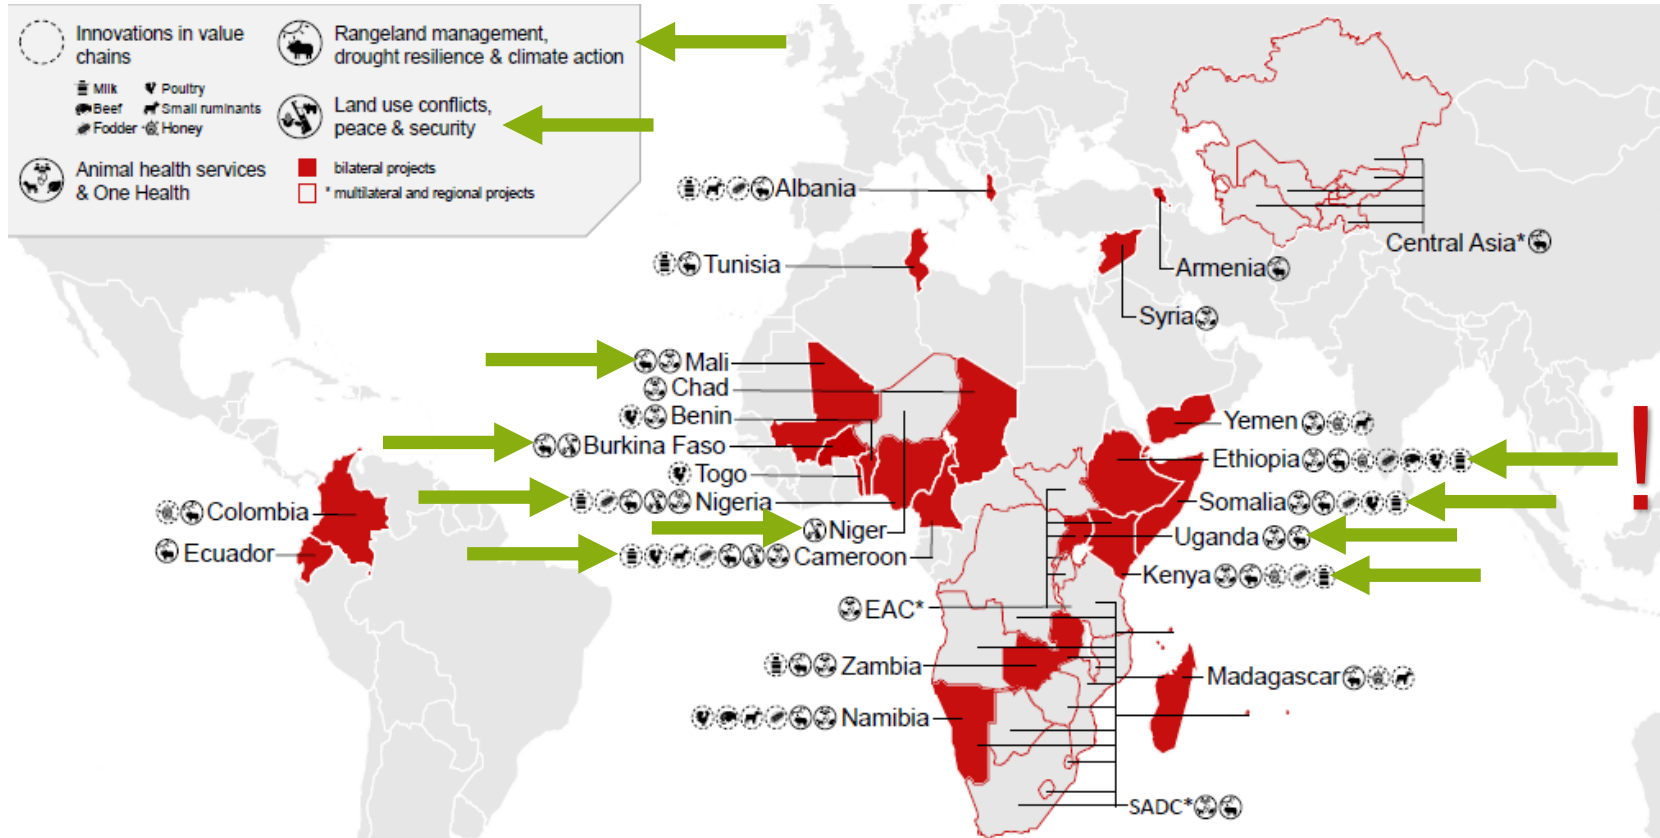 Innovations in value
chains
Milk
Poultry
Beef
Small ruminants
Fodder
Honey
Animal health services
& One Health
Rangeland management,
drought resilience & climate action
Land use conflicts,
peace & security
bilateral projects
* multilateral and regional projects
Albania
Tunisia
Armenia
Central Asia*
Syria
Mali
Chad
Benin
Burkina Faso
Togo
Nigeria
Niger
Cameroon
Colombia
Ecuador
Yemen
Ethiopia
Somalia
Uganda
Kenya
EAC*
Zambia
Namibia
Madagascar
SADC*
!